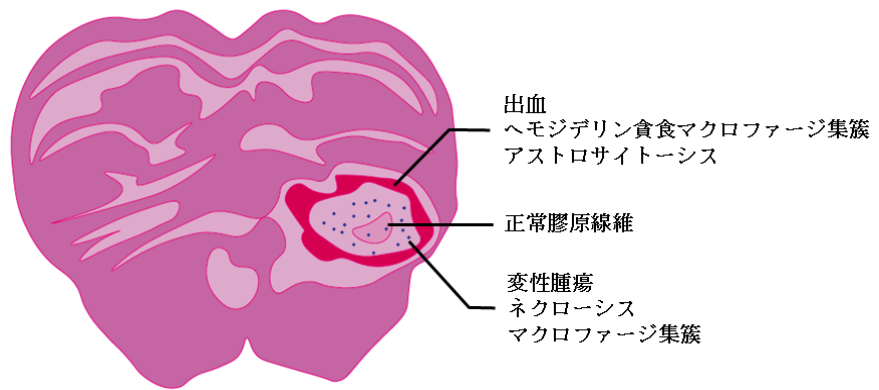 出血
ヘモジデリン貪食マクロファージ集簇
アストロサイトーシス
正常膠原線維
変性腫瘍
ネクローシス
マクロファージ集簇